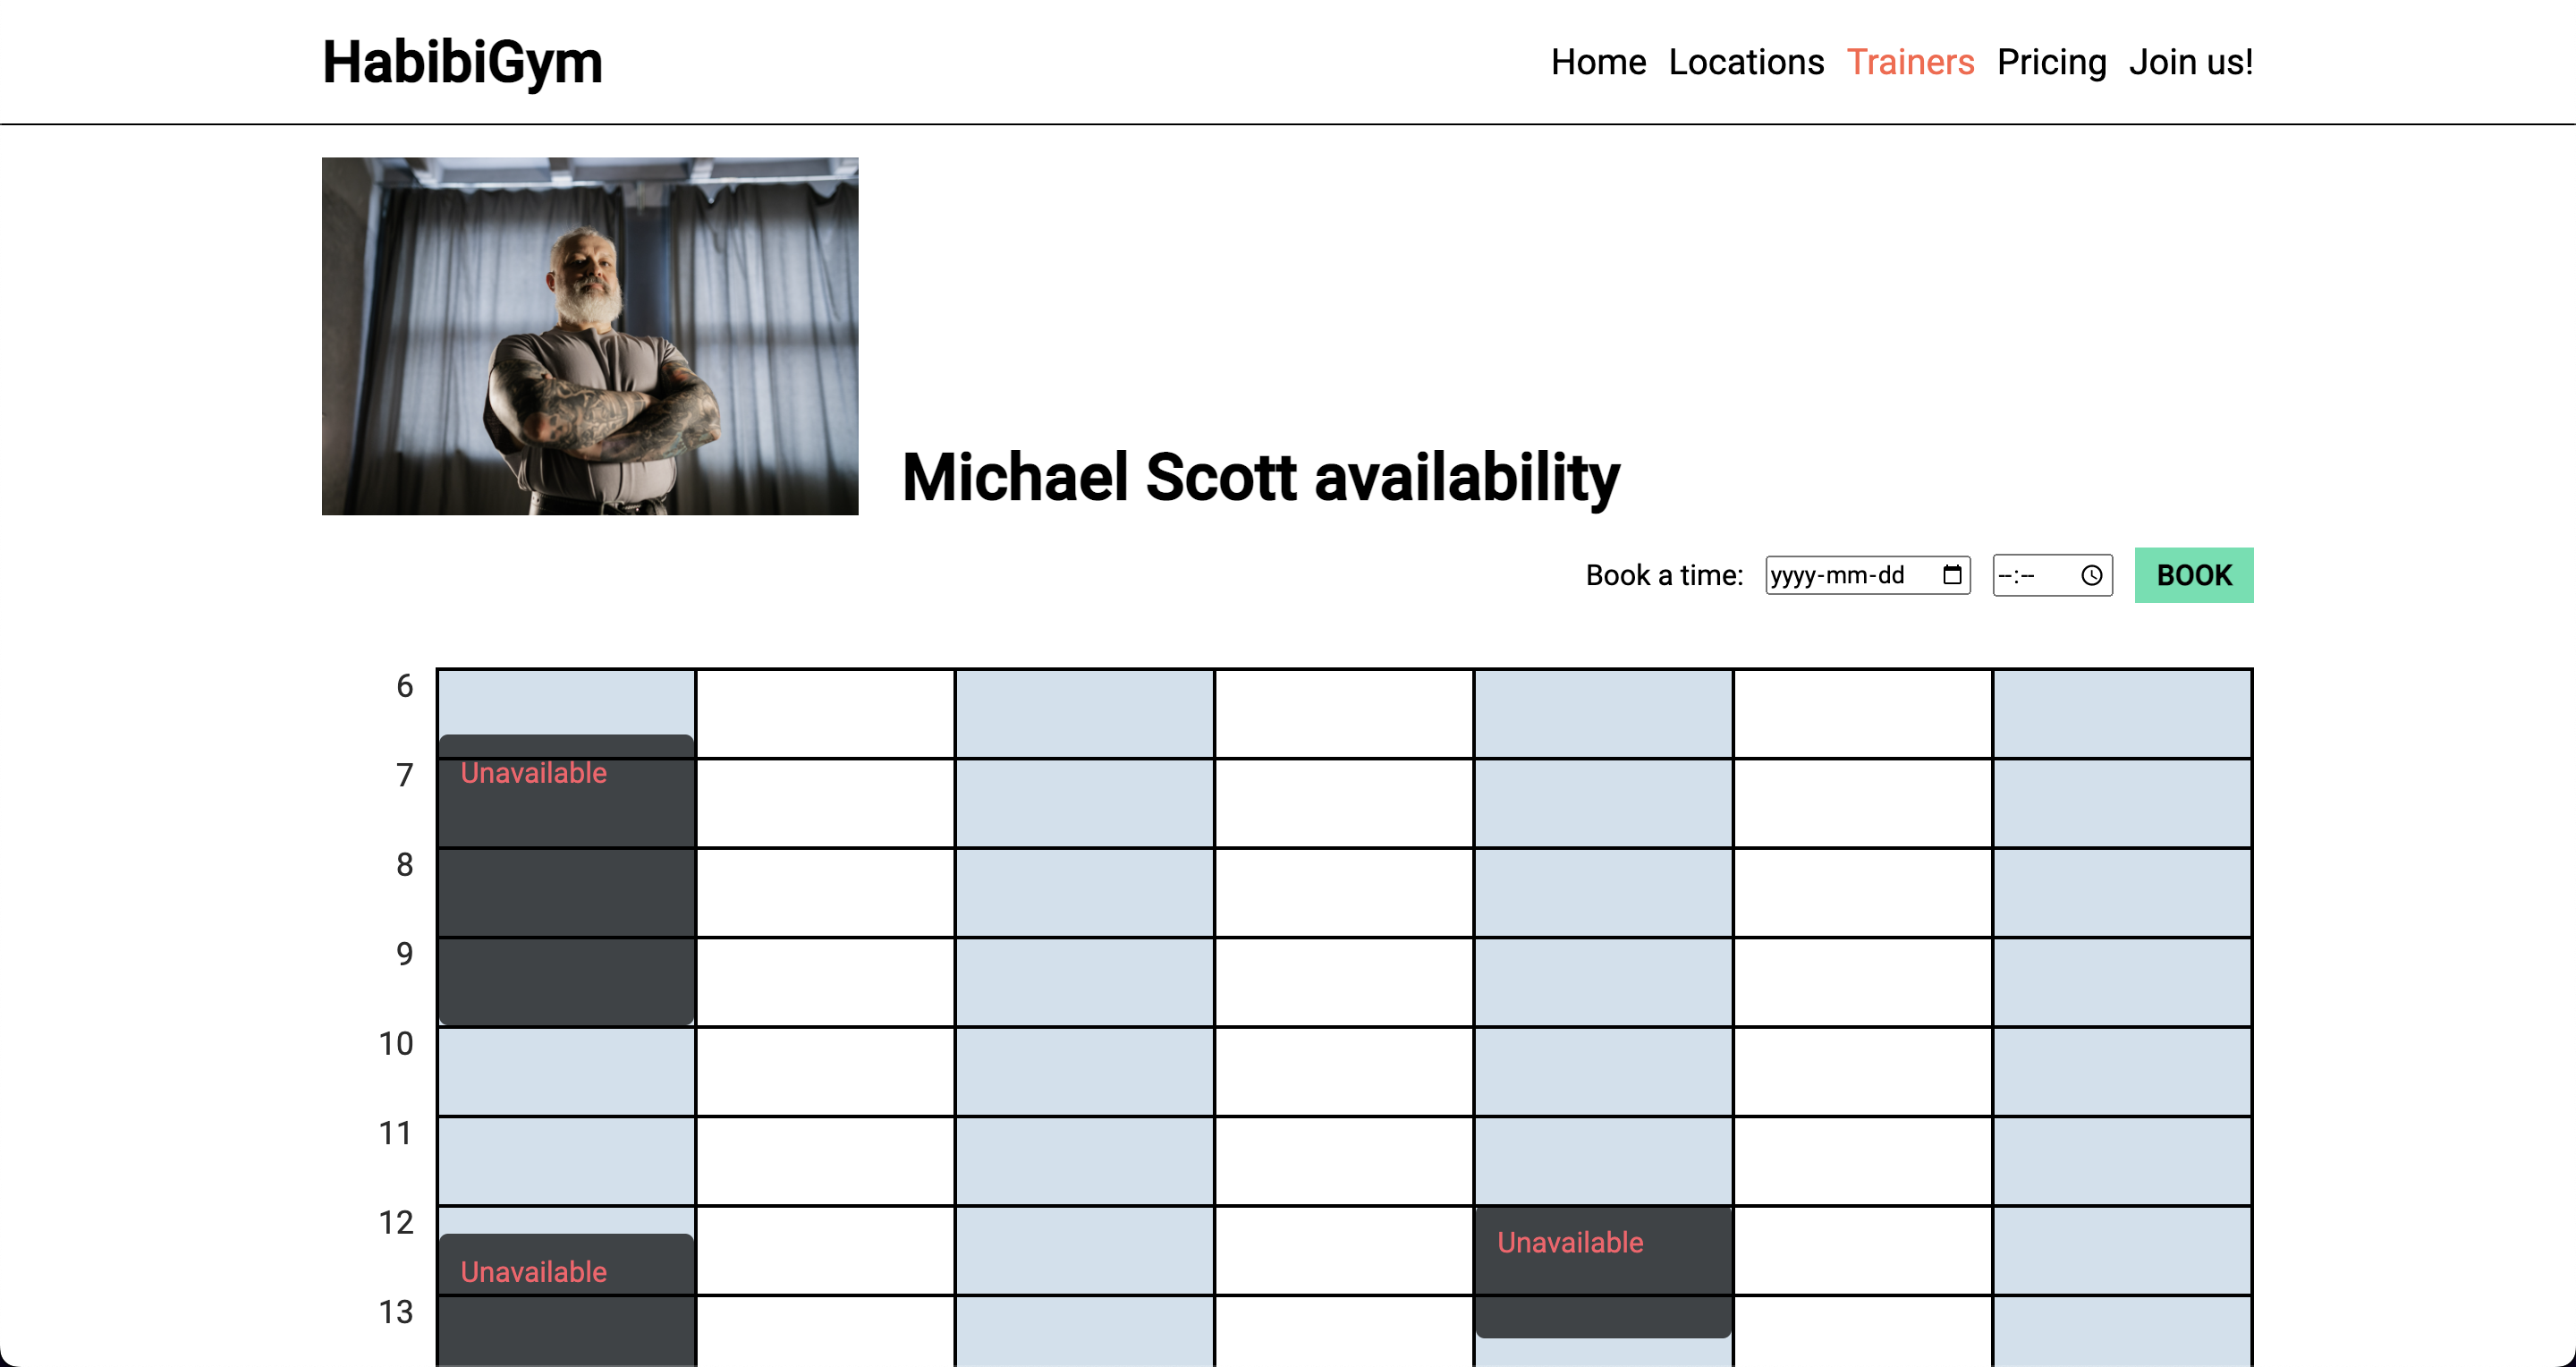 HabibiGym
Home Locations Trainers Pricing Join us!
Michael Scott availability
Book a time: yyyy-mm-dd --:-- BOOK
6
7
Unavailable
8
9
10
11
12
Unavailable
Unavailable
13